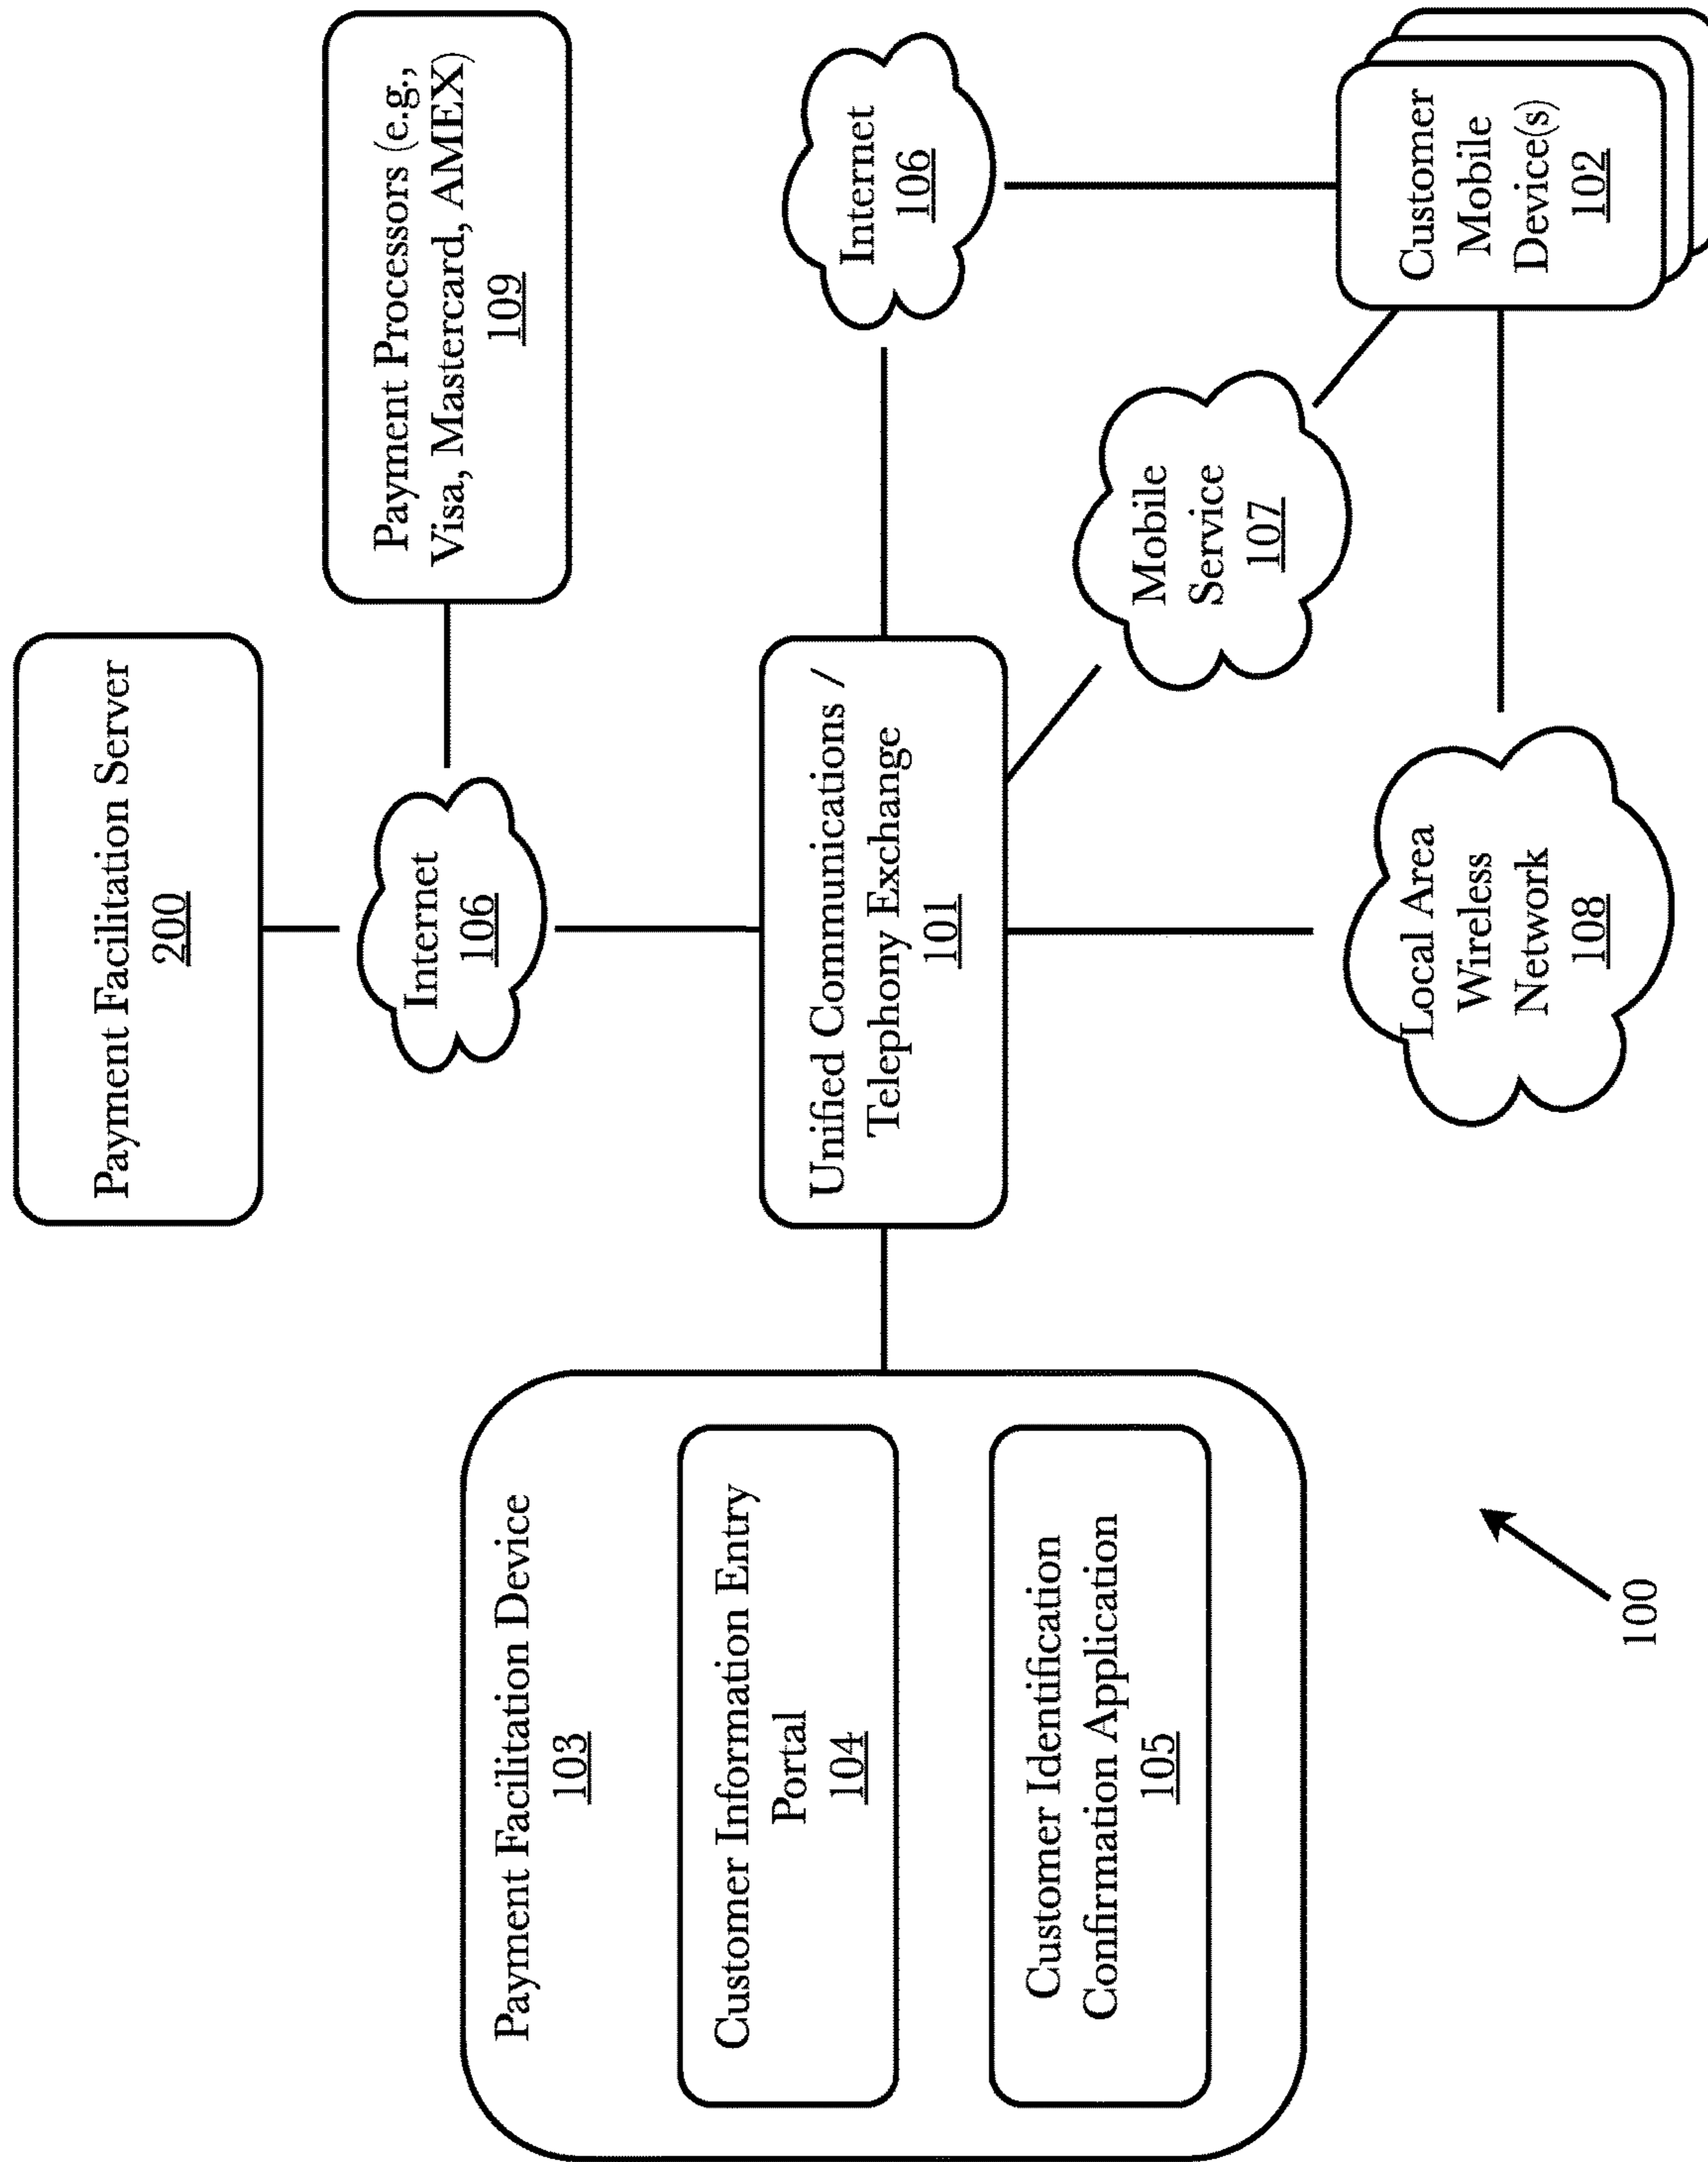 Payment Facilitation Server
200
Payment Processors (e.g.,
Visa, Mastercard, AMEX)
109
Internet
106
Payment Facilitation Device
103
Customer Information Entry
Portal
104
Customer Identification
Confirmation Application
105
Unified Communications /
Telephony Exchange
101
Internet
106
Mobile
Service
107
Local Area
Wireless
Network
108
Customer
Mobile
Device(s)
102
100